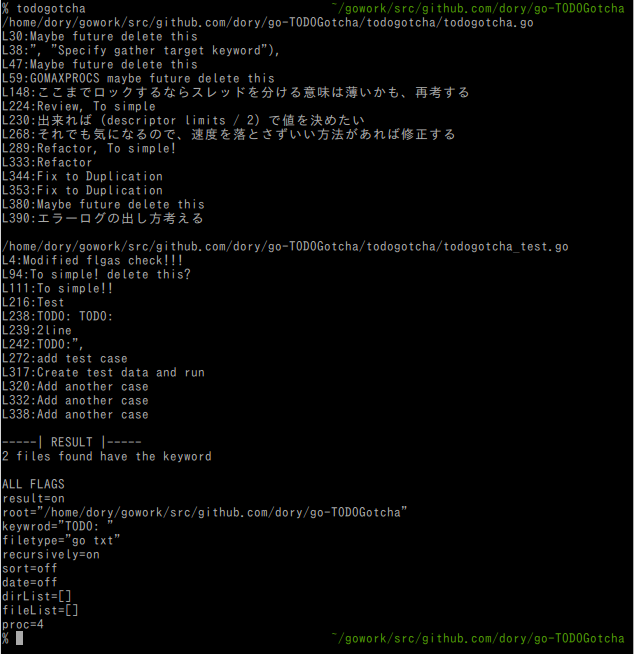 % todogotcha ~/gowork/src/github.com/dory/go-TODOGotcha
/home/dory/gowork/src/github.com/dory/go-TODOGotcha/todogotcha/todogotcha.go
L30:Maybe future delete this
L38:", "Specify gather target keyword"),
L47:Maybe future delete this
L59:GOMAXPROCS maybe future delete this
L148:ここまでロックするならスレッドを分ける意味は薄いかも、再考する
L224:Review, To simple
L230:出来れば (descriptor limits / 2) で値を決めたい
L268:それでも気になるので、速度を落とさずいい方法があれば修正する
L289:Refactor, To simple!
L333:Refactor
L344:Fix to Duplication
L353:Fix to Duplication
L380:Maybe future delete this
L390:エラーログの出し方考える
/home/dory/gowork/src/github.com/dory/go-TODOGotcha/todogotcha/todogotcha_test.go
L4:Modified flgas check!!!
L94:To simple! delete this?
L111:To simple!!
L216:Test
L238:TODO: TODO:
L239:2line
L242:TODO:",
L272:add test case
L317:Create test data and run
L320:Add another case
L332:Add another case
L338:Add another case
-----| RESULT |-----
2 files found have the keyword
ALL FLAGS
result=on
root="/home/dory/gowork/src/github.com/dory/go-TODOGotcha"
keywrod="TODO: "
filetype="go txt"
recursively=on
sort=off
date=off
dirList=[]
fileList=[]
proc=4
% ~/gowork/src/github.com/dory/go-TODOGotcha